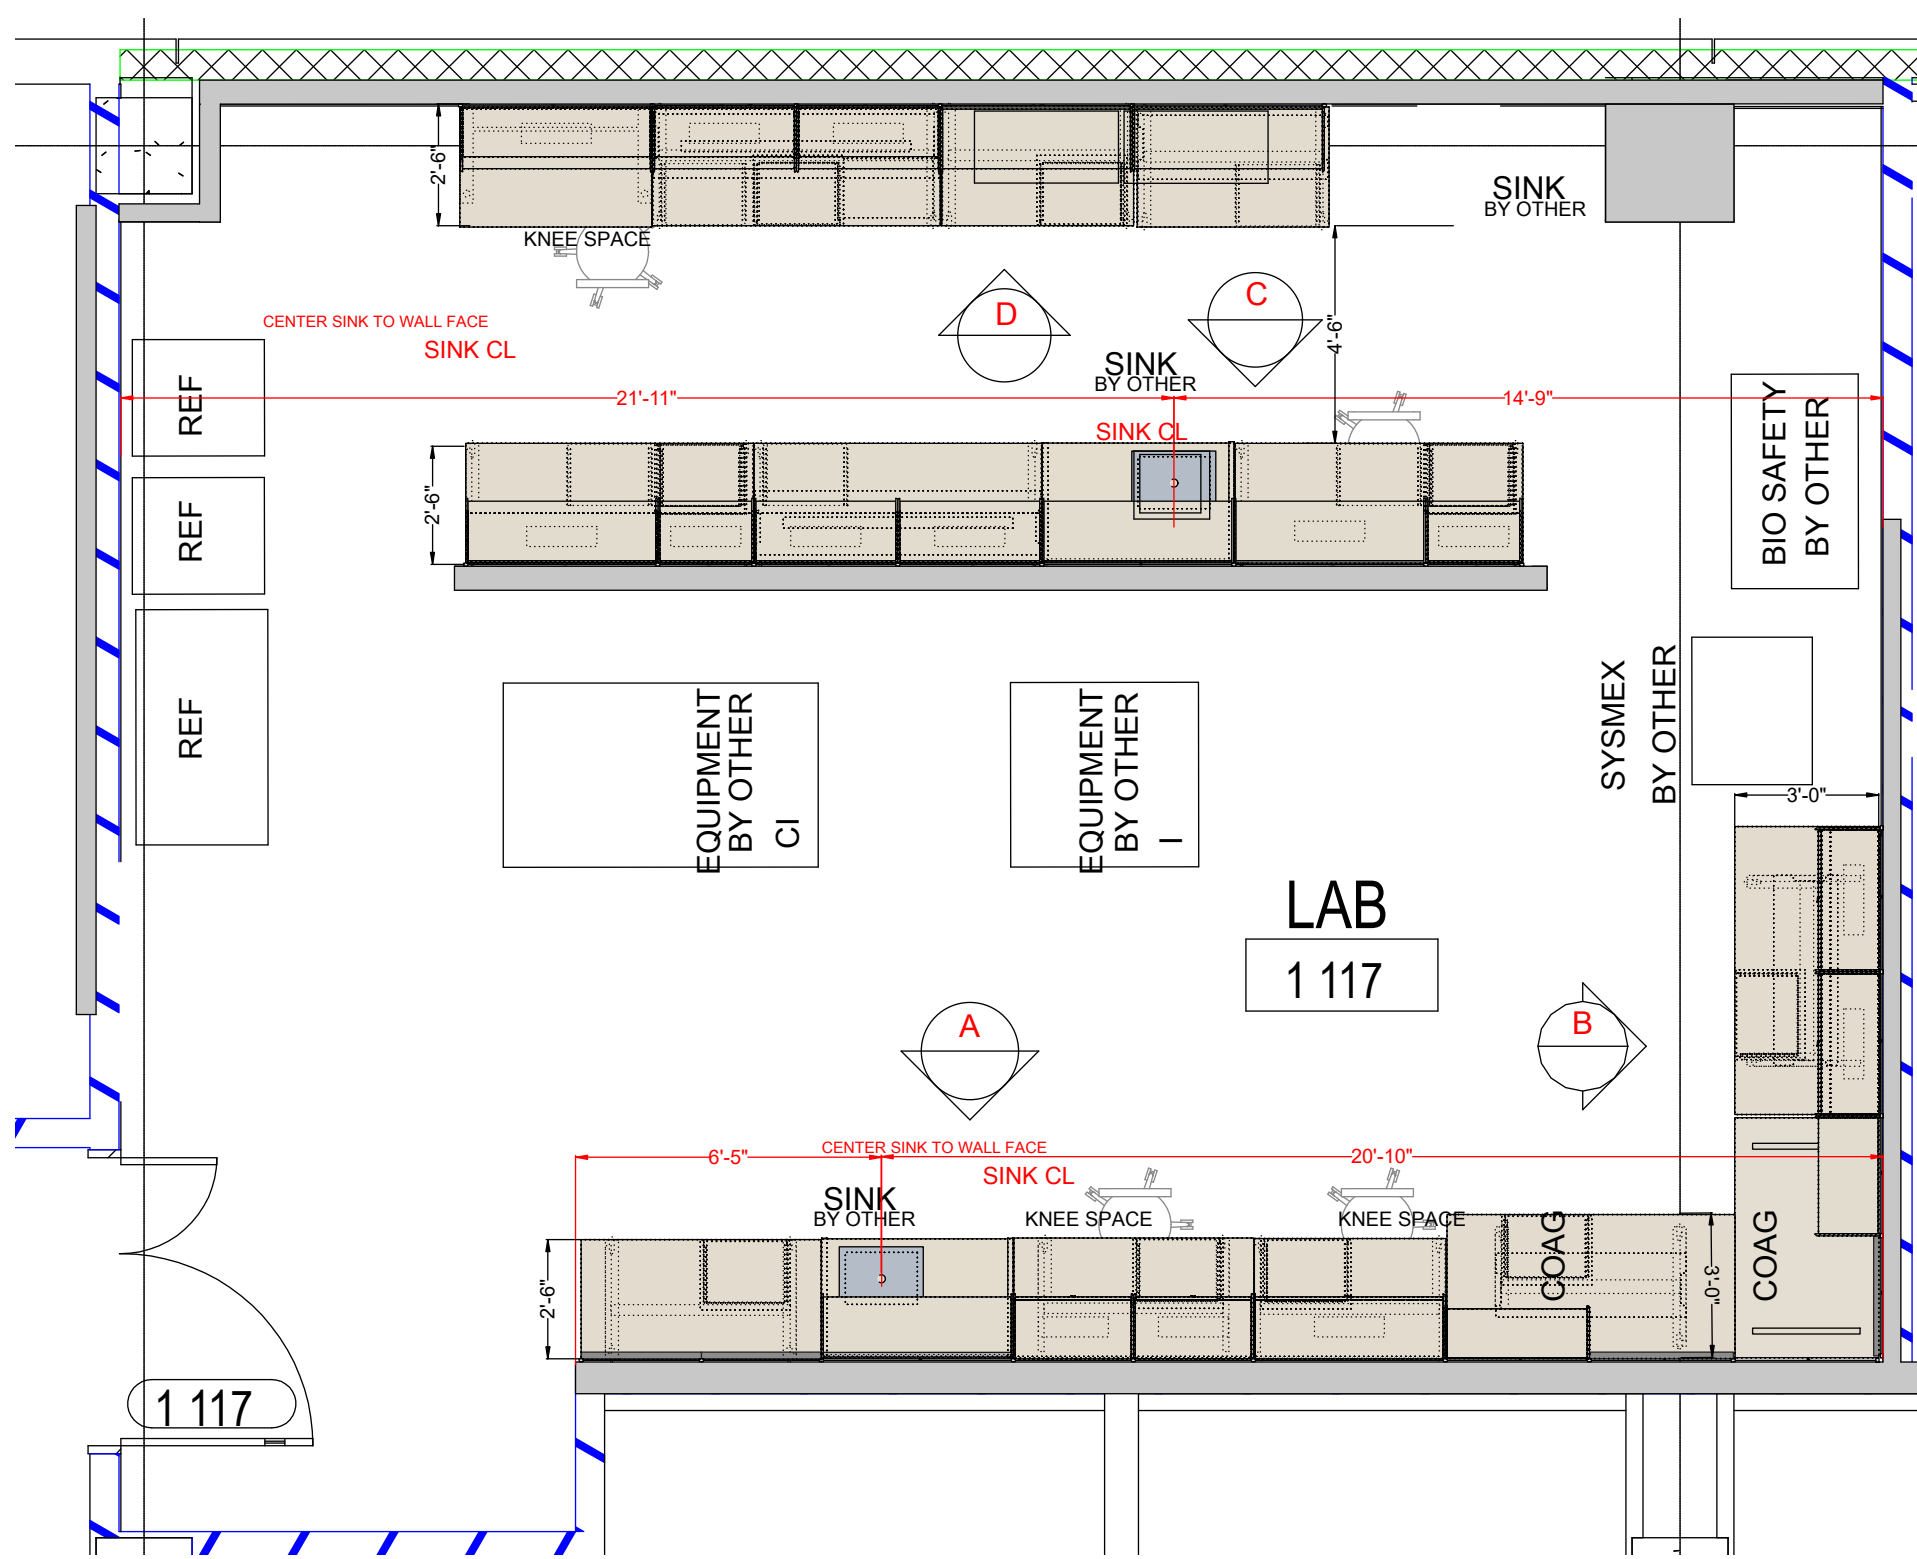 2'-6"
SINK
BY OTHER
KNEE SPACE
D
C
CENTER SINK TO WALL FACE
SINK CL
4'-6"
SINK
BY OTHER
REF
21'-11"
14'-9"
BIO SAFETY
BY OTHER
SINK CL
2'-6"
REF
REF
EQUIPMENT
BY OTHER
CI
EQUIPMENT
BY OTHER
I
SYSMEX
BY OTHER
3'-0"
LAB
1 117
A
B
6'-5"
CENTER SINK TO WALL FACE
SINK CL
20'-10"
SINK
BY OTHER
KNEE SPACE
KNEE SPACE
2'-6"
COAG
3'-0"
COAG
1 117